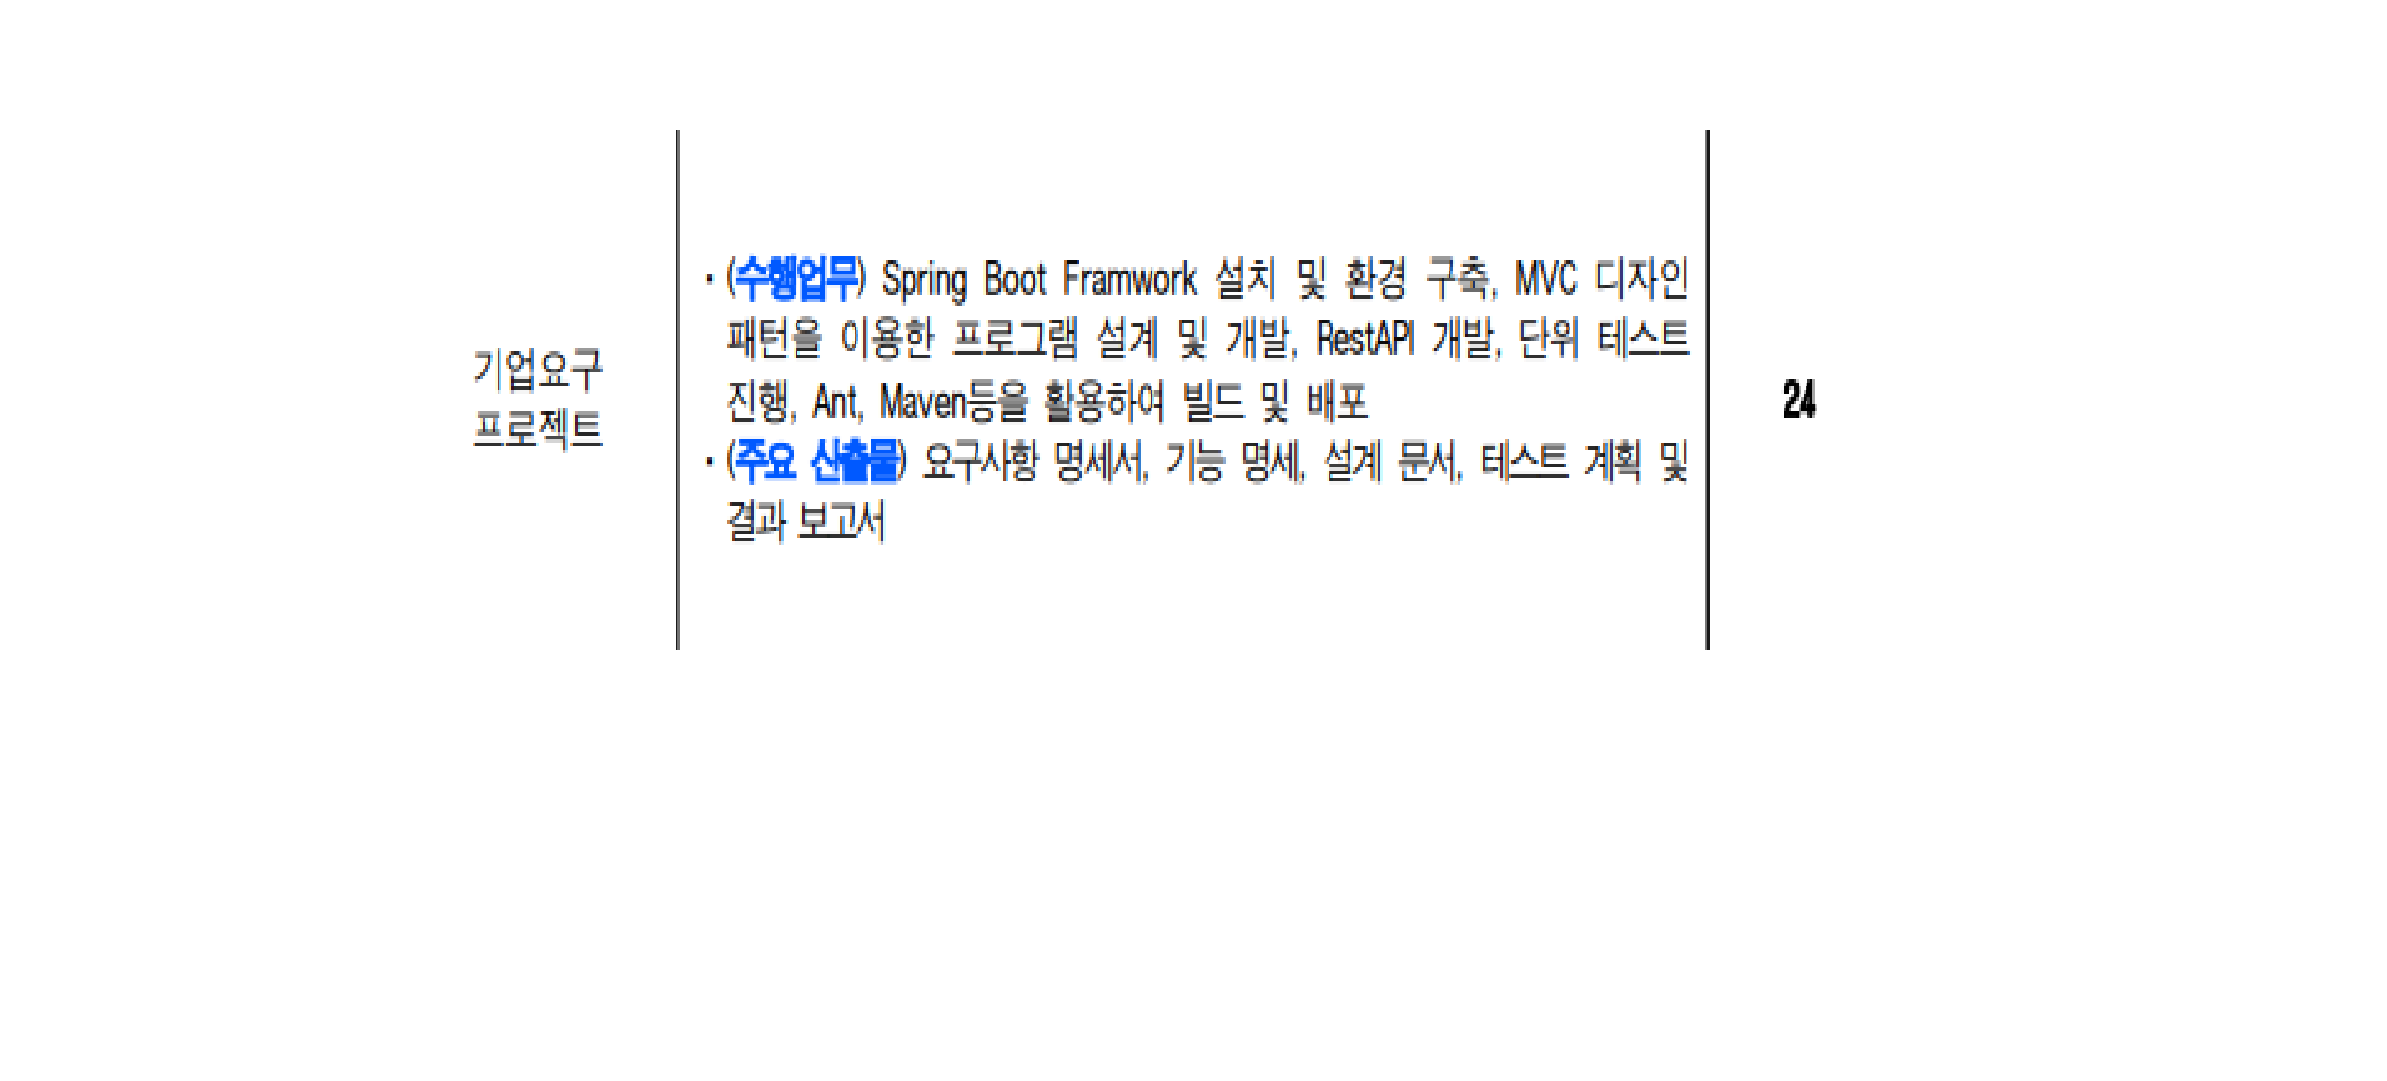 기업요구
프로젝트
· (수행업무) Spring Boot Framwork 설치 및 환경 구축, MVC 디자인
패턴을 이용한 프로그램 설계 및 개발, RestAPI 개발, 단위 테스트
진행, Ant, Maven등을 활용하여 빌드 및 배포
· (주요 산출물) 요구사항 명세서, 기능 명세, 설계 문서, 테스트 계획 및
결과 보고서
24